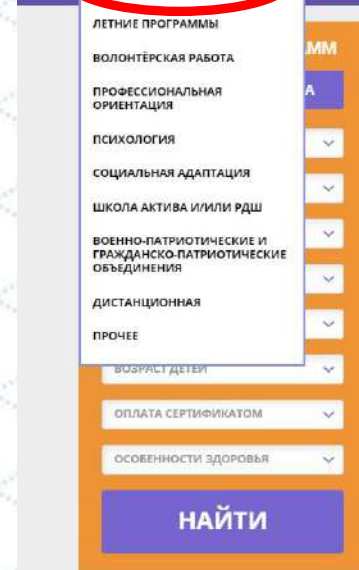 ЛЕТНИЕ ПРОГРАММЫ
ММ
ВОЛОНТЁРСКАЯ РАБОТА
ПРОФЕССИОНАЛЬНАЯ
ОРИЕНТАЦИЯ
А
ПСИХОЛОГИЯ
СОЦИАЛЬНАЯ АДАПТАЦИЯ
ШКОЛА АКТИВА И/ИЛИ РДШ
ВОЕННО-ПАТРИОТИЧЕСКИЕ И
ГРАЖДАНСКО-ПАТРИОТИЧЕСКИЕ
ОБЪЕДИНЕНИЯ
ДИСТАНЦИОННАЯ
ПРОЧЕЕ
ВОЗРАСТ ДЕТЕЙ
ОПЛАТА СЕРТИФИКАТОМ
ОСОБЕННОСТИ ЗДОРОВЬЯ
НАЙТИ